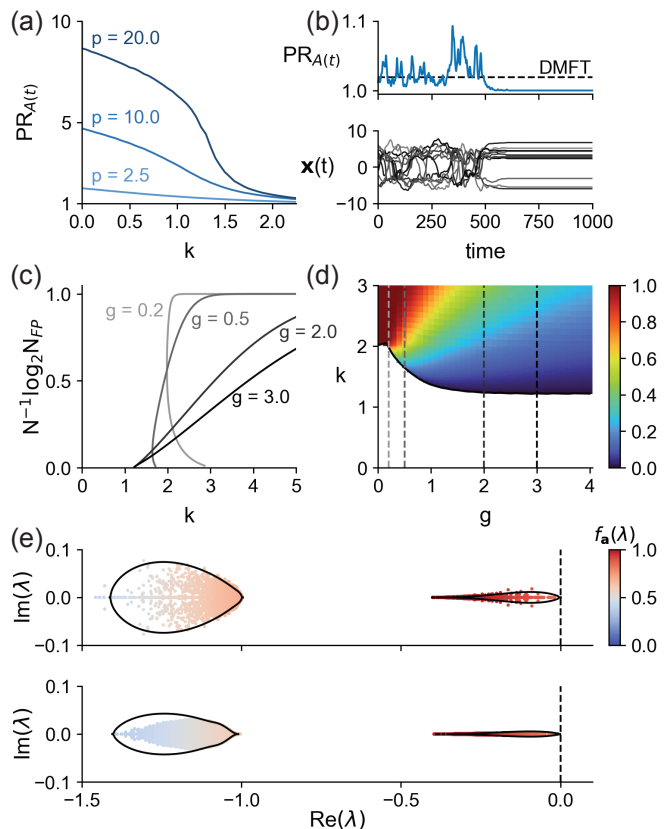 (a)
10
p = 20.0
PR_A(t)
5
p = 10.0
p = 2.5
1
0.0 0.5 1.0 1.5 2.0
k
(b)
1.1
PR_A(t)
DMFT
1.0
10
x(t)
0
−10
0 250 500 750 1000
time
(c)
1.0
g = 0.2
g = 0.5
g = 2.0
N⁻¹log₂N_FP
0.5
g = 3.0
0.0
0 1 2 3 4 5
k
(d)
3
2
k
1
0
0 1 2 3 4
g
1.0
0.8
0.6
0.4
0.2
0.0
(e)
0.1
Im(λ)
0.0
−0.1
f_a(λ)
1.0
0.5
0.0
0.1
Im(λ)
0.0
−0.1
−1.5 −1.0 −0.5 0.0
Re(λ)